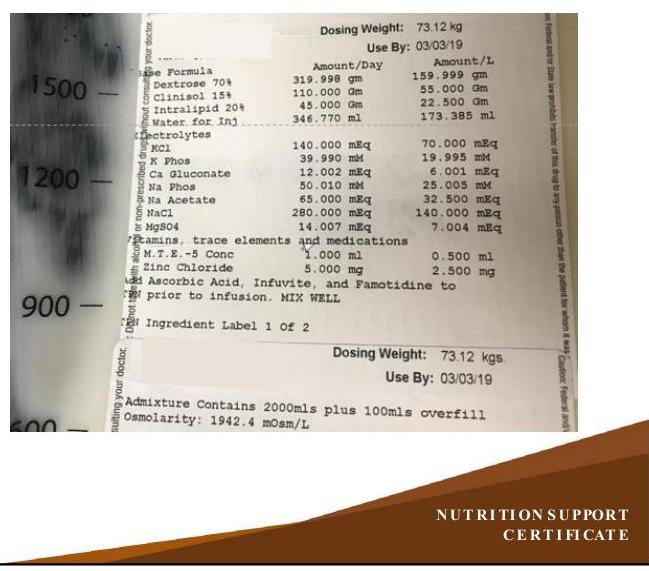 Dosing Weight: 73.12 kg
Use By: 03/03/19
Amount/Day Amount/L
ase Formula
Dextrose 70% 319.998 gm 159.999 gm
Clinisol 15% 110.000 Gm 55.000 Gm
Intralipid 20% 45.000 Gm 22.500 Gm
Water for Inj 346.770 ml 173.385 ml
Electrolytes
KCl 140.000 mEq 70.000 mEq
K Phos 39.990 mM 19.995 mM
Ca Gluconate 12.002 mEq 6.001 mEq
Na Phos 50.010 mM 25.005 mM
Na Acetate 65.000 mEq 32.500 mEq
NaCl 280.000 mEq 140.000 mEq
MgSO4 14.007 mEq 7.004 mEq
Vitamins, trace elements and medications
M.T.E.-5 Conc 1.000 ml 0.500 ml
Zinc Chloride 5.000 mg 2.500 mg
Add Ascorbic Acid, Infuvite, and Famotidine to
TPN prior to infusion. MIX WELL
TPN Ingredient Label 1 Of 2
Dosing Weight: 73.12 kgs.
Use By: 03/03/19
Admixture Contains 2000mls plus 100mls overfill
Osmolarity: 1942.4 mOsm/L
1500
1200
900
600
Do not take with alcohol or non-prescribed drugs without consulting your doctor.
sulting your doctor.
Federal and/or State law prohibits transfer of this drug to any person other than the patient for whom it was
Caution: Federal and/
NUTRITION SUPPORT
CERTIFICATE